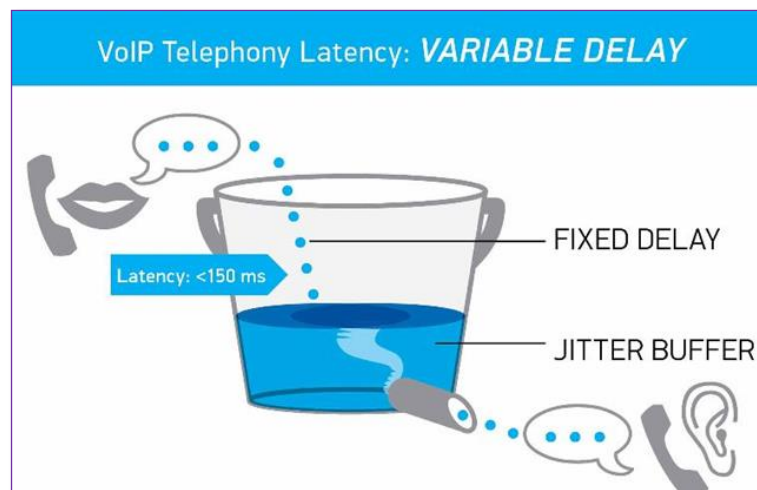 VoIP Telephony Latency: VARIABLE DELAY
FIXED DELAY
Latency: <150 ms
JITTER BUFFER